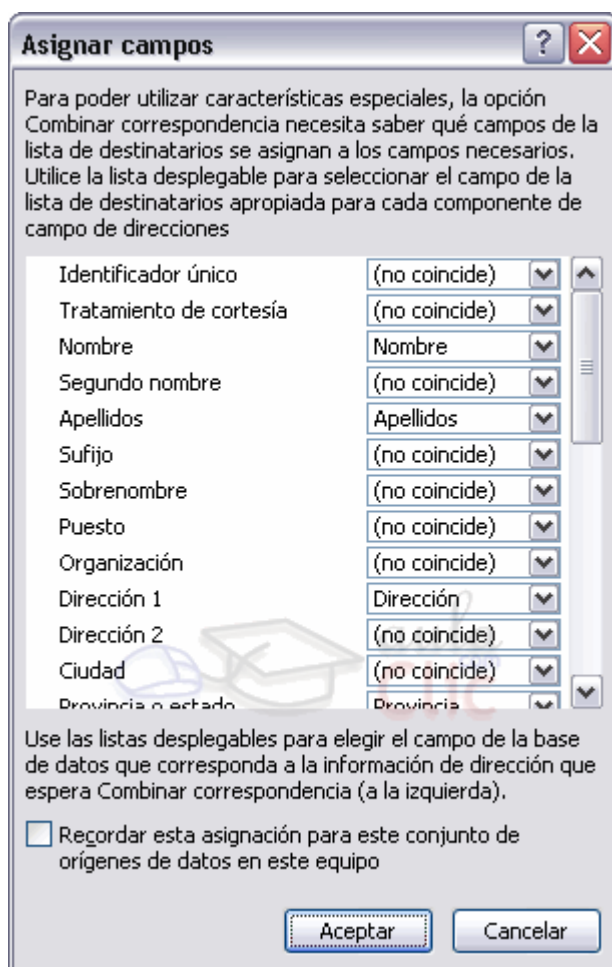 Asignar campos
Para poder utilizar características especiales, la opción
Combinar correspondencia necesita saber qué campos de la
lista de destinatarios se asignan a los campos necesarios.
Utilice la lista desplegable para seleccionar el campo de la
lista de destinatarios apropiada para cada componente de
campo de direcciones
Identificador único (no coincide)
Tratamiento de cortesía (no coincide)
Nombre Nombre
Segundo nombre (no coincide)
Apellidos Apellidos
Sufijo (no coincide)
Sobrenombre (no coincide)
Puesto (no coincide)
Organización (no coincide)
Dirección 1 Dirección
Dirección 2 (no coincide)
Ciudad (no coincide)
Provincia o estado Provincia
aula
clic
Use las listas desplegables para elegir el campo de la base
de datos que corresponda a la información de dirección que
espera Combinar correspondencia (a la izquierda).
Recordar esta asignación para este conjunto de
orígenes de datos en este equipo
Aceptar Cancelar